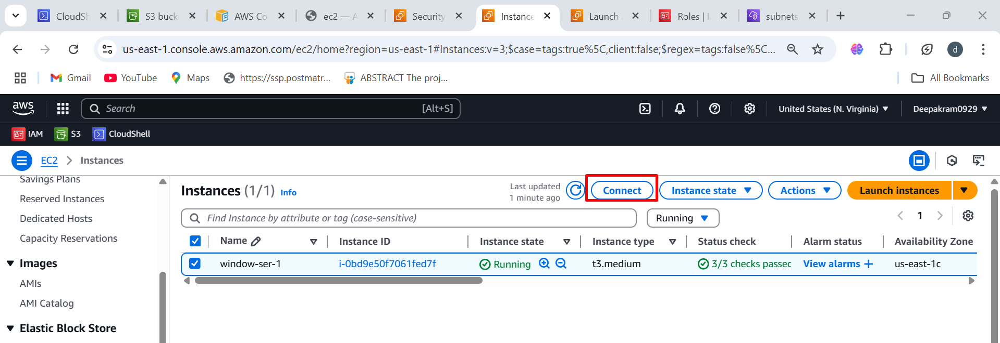 CloudSh
S3 buck
AWS Co
ec2 — A
Security
Instance
Launch
Roles | I
subnets
us-east-1.console.aws.amazon.com/ec2/home?region=us-east-1#Instances:v=3;$case=tags:true%5C,client:false;$regex=tags:false%5C...
d
Gmail
YouTube
Maps
https://ssp.postmatr...
ABSTRACT The proj...
All Bookmarks
aws
Search
[Alt+S]
United States (N. Virginia)
Deepakram0929
IAM
S3
CloudShell
EC2
Instances
Savings Plans
Reserved Instances
Dedicated Hosts
Capacity Reservations
Images
AMIs
AMI Catalog
Elastic Block Store
Instances (1/1) Info
Last updated
1 minute ago
Connect
Instance state
Actions
Launch instances
Find Instance by attribute or tag (case-sensitive)
Running
1
Name
Instance ID
Instance state
Instance type
Status check
Alarm status
Availability Zone
window-ser-1
i-0bd9e50f7061fed7f
Running
t3.medium
3/3 checks passec
View alarms +
us-east-1c